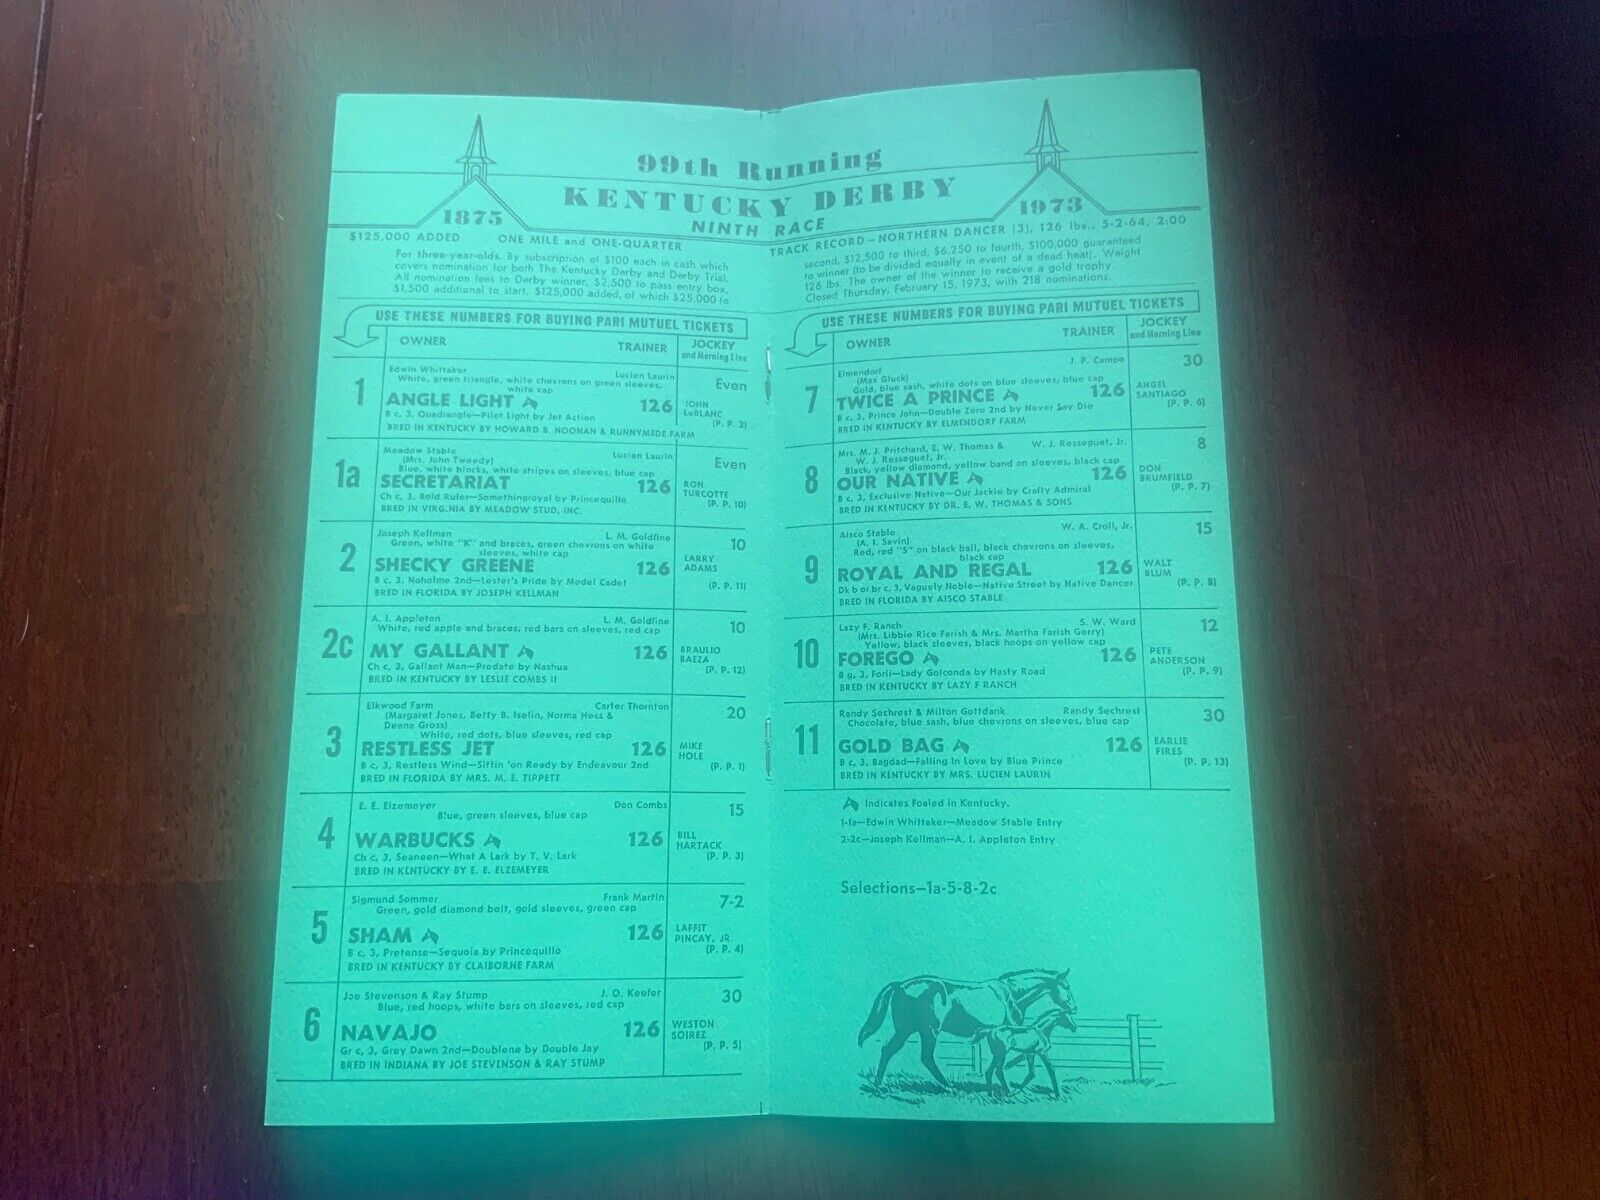 99th Running
KENTUCKY DERBY
NINTH RACE
1875
1973
$125,000 ADDED ONE MILE and ONE-QUARTER
TRACK RECORD — NORTHERN DANCER (3), 126 lbs., 5-2-64, 2:00
For three-year-olds. By subscription of $100 each in cash which
covers nomination for both The Kentucky Derby and Derby Trial.
All nomination fees to Derby winner, $2,500 to pass entry box,
$1,500 additional to start. $125,000 added, of which $25,000 to
second, $12,500 to third, $6,250 to fourth, $100,000 guaranteed
to winner (to be divided equally in event of a dead heat). Weight
126 lbs. The owner of the winner to receive a gold trophy.
Closed Thursday, February 15, 1973, with 218 nominations.
USE THESE NUMBERS FOR BUYING PARI MUTUEL TICKETS
OWNER TRAINER JOCKEY
and Morning Line
Edwin Whittaker Lucien Laurin
White, green triangle, white chevrons on green sleeves,
white cap
Even
1 ANGLE LIGHT 126 JOHN
LeBLANC
B c, 3, Quadrangle—Pilot Light by Jet Action (P. P. 2)
BRED IN KENTUCKY BY HOWARD B. NOONAN & RUNNYMEDE FARM
Meadow Stable Lucien Laurin
(Mrs. John Tweedy)
Blue, white blocks, white stripes on sleeves, blue cap
Even
1a SECRETARIAT 126 RON
TURCOTTE
Ch c, 3, Bold Ruler—Somethingroyal by Princequillo (P. P. 10)
BRED IN VIRG.NIA BY MEADOW STUD, INC.
Joseph Kellman L. M. Goldfine
Green, white "K" and braces, green chevrons on white
sleeves, white cap
10
2 SHECKY GREENE 126 LARRY
ADAMS
B c, 3, Noholme 2nd—Lester's Pride by Model Cadet (P. P. 11)
BRED IN FLORIDA BY JOSEPH KELLMAN
A. I. Appleton L. M. Goldfine
White, red apple and braces; red bars on sleeves, red cap
10
2c MY GALLANT 126 BRAULIO
BAEZA
Ch c, 3, Gallant Man—Predate by Nashua (P. P. 12)
BRED IN KENTUCKY BY LESLIE COMBS II
Elkwood Farm Carter Thornton
(Margaret Jones, Betty B. Iselin, Norma Hess &
Deena Gross)
White, red dots, blue sleeves, red cap
20
3 RESTLESS JET 126 MIKE
HOLE
B c, 3, Restless Wind—Sittin 'on Ready by Endeavour 2nd (P. P. 1)
BRED IN FLORIDA BY MRS. M. E. TIPPETT
E. E. Elzemeyer Don Combs
Blue, green sleeves, blue cap
15
4 WARBUCKS 126 BILL
HARTACK
Ch c, 3, Seaneen—What A Lark by T. V. Lark (P. P. 3)
BRED IN KENTUCKY BY E. E. ELZEMEYER
Sigmund Sommer Frank Martin
Green, gold diamond belt, gold sleeves, green cap
7-2
5 SHAM 126 LAFFIT
PINCAY, JR.
B c, 3, Pretense—Sequoia by Princequillo (P. P. 4)
BRED IN KENTUCKY BY CLAIBORNE FARM
Joe Stevenson & Ray Stump J. O. Keefer
Blue, red hoops, white bars on sleeves, red cap
30
6 NAVAJO 126 WESTON
SOIREZ
Gr c, 3, Grey Dawn 2nd—Doublene by Double Jay (P. P. 5)
BRED IN INDIANA BY JOE STEVENSON & RAY STUMP
USE THESE NUMBERS FOR BUYING PARI MUTUEL TICKETS
OWNER TRAINER JOCKEY
and Morning Line
Elmendorf J. P. Campo
(Max Gluck)
Gold, blue sash, white dots on blue sleeves, blue cap
30
7 TWICE A PRINCE 126 ANGEL
SANTIAGO
B c, 3, Prince John—Double Zero 2nd by Never Say Die (P. P. 6)
BRED IN KENTUCKY BY ELMENDORF FARM
Mrs. M. J. Pritchard, E. W. Thomas & W. J. Resseguet, Jr.
W. J. Resseguet, Jr.
Black, yellow diamond, yellow band on sleeves, black cap
8
8 OUR NATIVE 126 DON
BRUMFIELD
B c, 3, Exclusive Native—Our Jackie by Crafty Admiral (P. P. 7)
BRED IN KENTUCKY BY DR. E. W. THOMAS & SONS
Aisco Stable W. A. Croll, Jr.
(A. I. Savin)
Red, red "S" on black ball, black chevrons on sleeves,
black cap
15
9 ROYAL AND REGAL 126 WALT
BLUM
Dk b or br c, 3, Vaguely Noble—Native Street by Native Dancer (P. P. 8)
BRED IN FLORIDA BY AISCO STABLE
Lazy F. Ranch S. W. Ward
(Mrs. Libbie Rice Farish & Mrs. Martha Farish Gerry)
Yellow, black sleeves, black hoops on yellow cap
12
10 FOREGO 126 PETE
ANDERSON
B g, 3, Forli—Lady Golconda by Hasty Road (P. P. 9)
BRED IN KENTUCKY BY LAZY F RANCH
Randy Sechrest & Milton Gottdank Randy Sechrest
Chocolate, blue sash, blue chevrons on sleeves, blue cap
30
11 GOLD BAG 126 EARLIE
FIRES
B c, 3, Bagdad—Falling In Love by Blue Prince (P. P. 13)
BRED IN KENTUCKY BY MRS. LUCIEN LAURIN
Indicates Foaled in Kentucky.
1-1a—Edwin Whittaker—Meadow Stable Entry
2-2c—Joseph Kellman—A. I. Appleton Entry
Selections—1a-5-8-2c